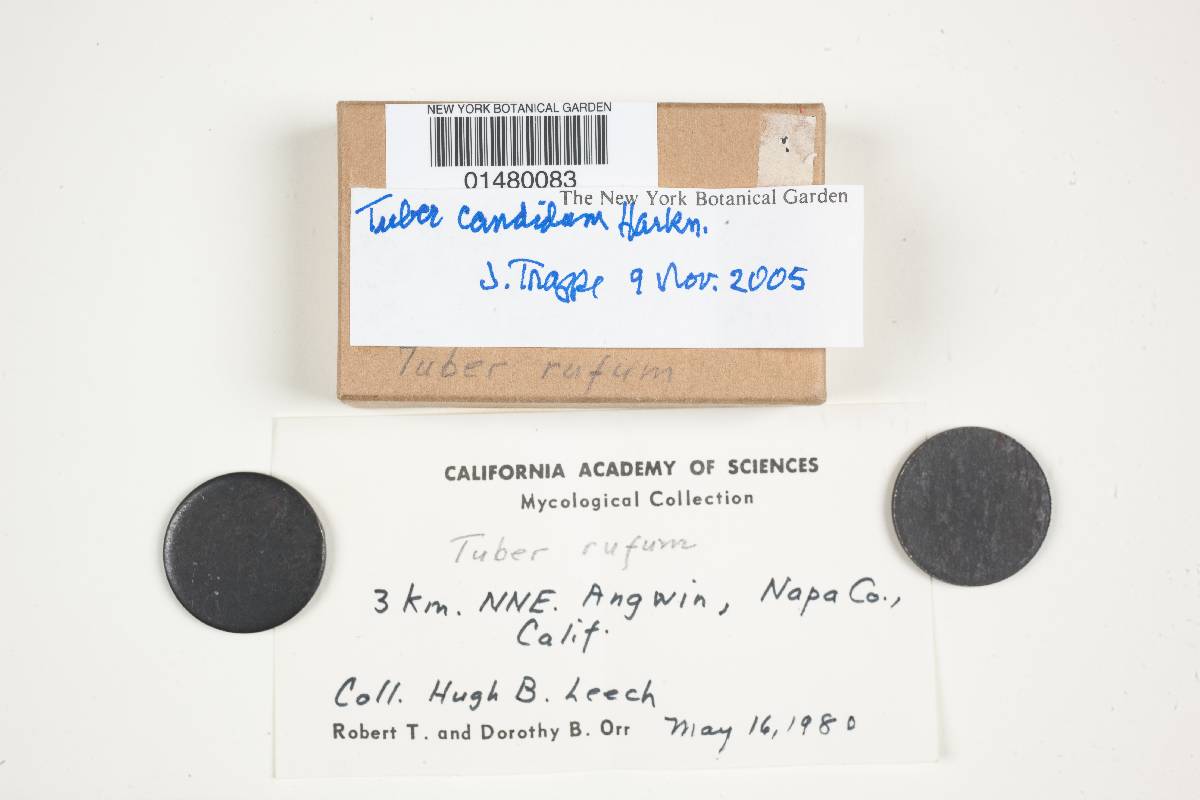 NEW YORK BOTANICAL GARDEN
01480083
The New York Botanical Garden
Tuber candidum Harkn.
J. Trappe 9 Nov. 2005
Tuber rufum
CALIFORNIA ACADEMY OF SCIENCES
Mycological Collection
Tuber rufum
3 km. NNE. Angwin, Napa Co.,
Calif.
Coll. Hugh B. Leech
Robert T. and Dorothy B. Orr May 16, 1980